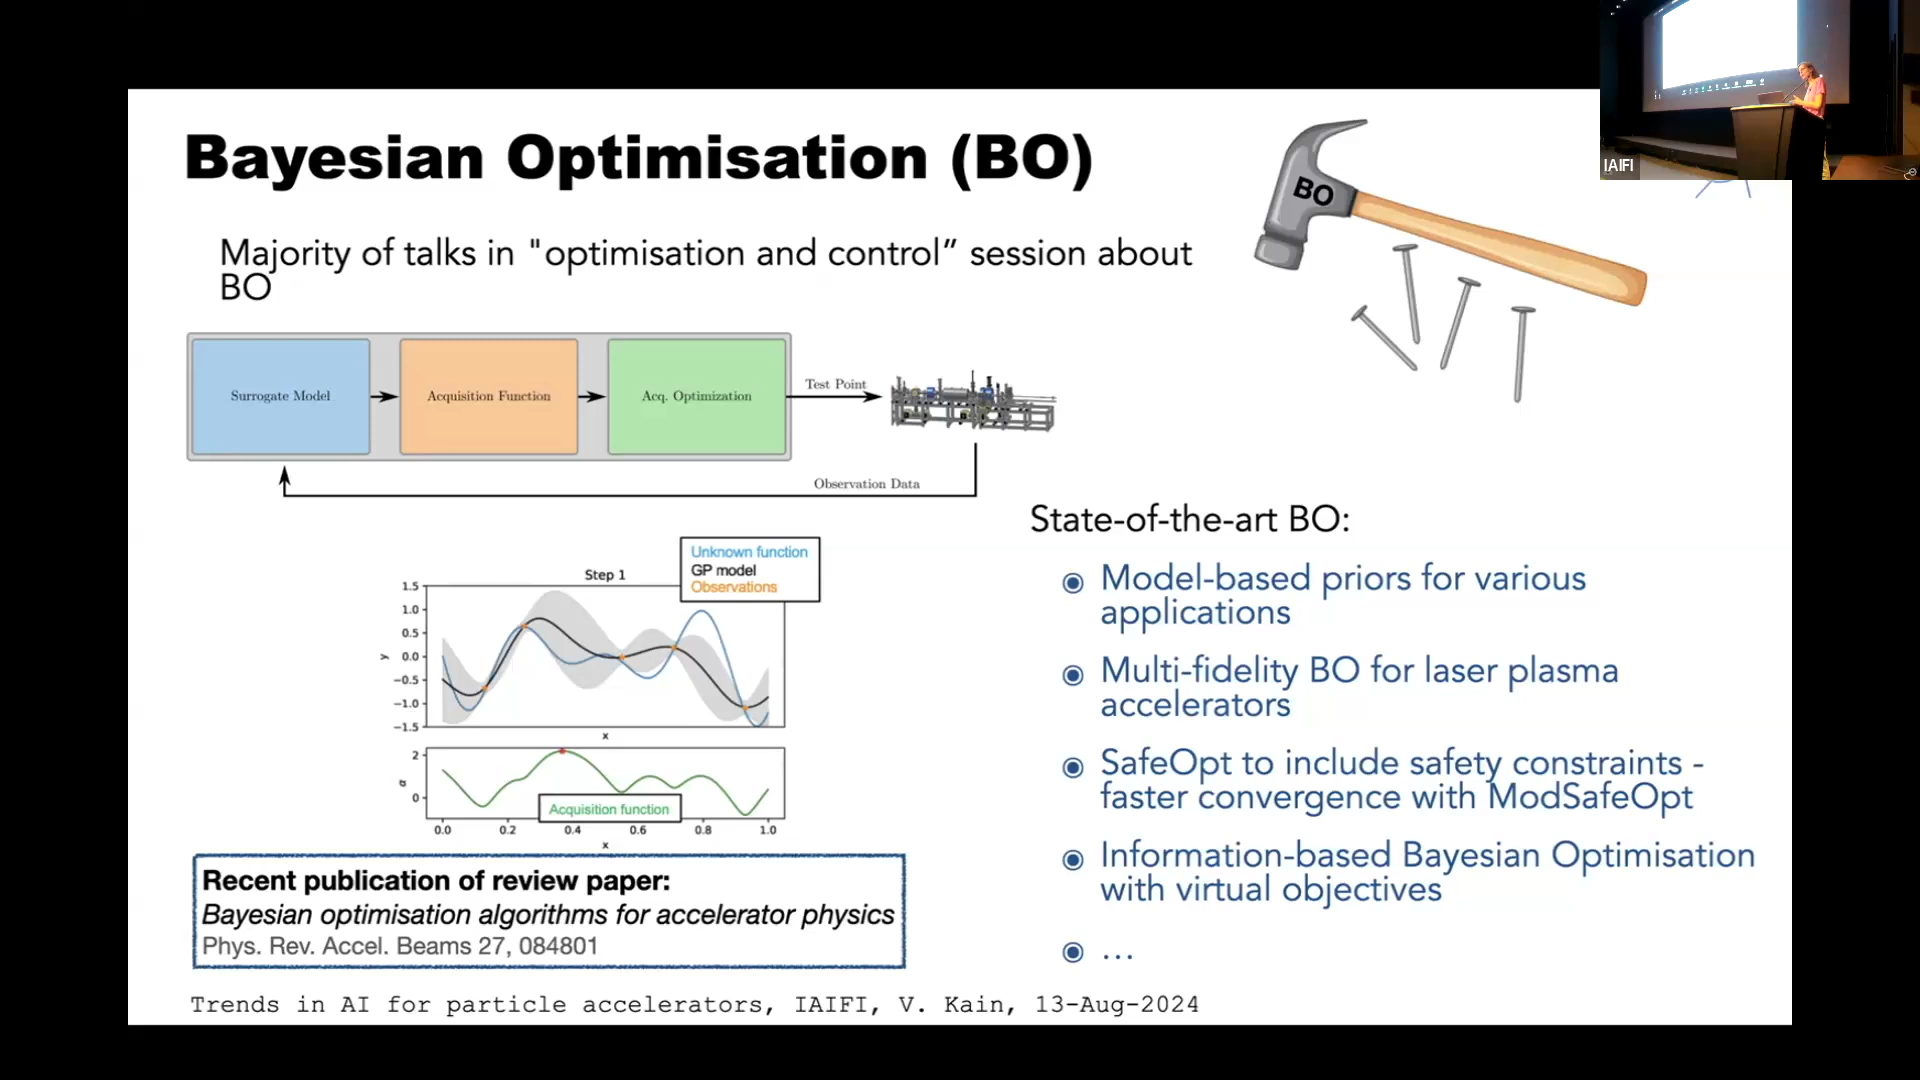 Bayesian Optimisation (BO)
BO
IAIFI
Majority of talks in "optimisation and control” session about
BO
Surrogate Model
Acquisition Function
Acq. Optimization
Test Point
Observation Data
State-of-the-art BO:
Model-based priors for various
applications
Multi-fidelity BO for laser plasma
accelerators
SafeOpt to include safety constraints -
faster convergence with ModSafeOpt
Information-based Bayesian Optimisation
with virtual objectives
...
Unknown function
GP model
Observations
Step 1
1.5
1.0
0.5
0.0
−0.5
−1.0
−1.5
y
x
2
0
α
Acquisition function
0.0 0.2 0.4 0.6 0.8 1.0
x
Recent publication of review paper:
Bayesian optimisation algorithms for accelerator physics
Phys. Rev. Accel. Beams 27, 084801
Trends in AI for particle accelerators, IAIFI, V. Kain, 13-Aug-2024